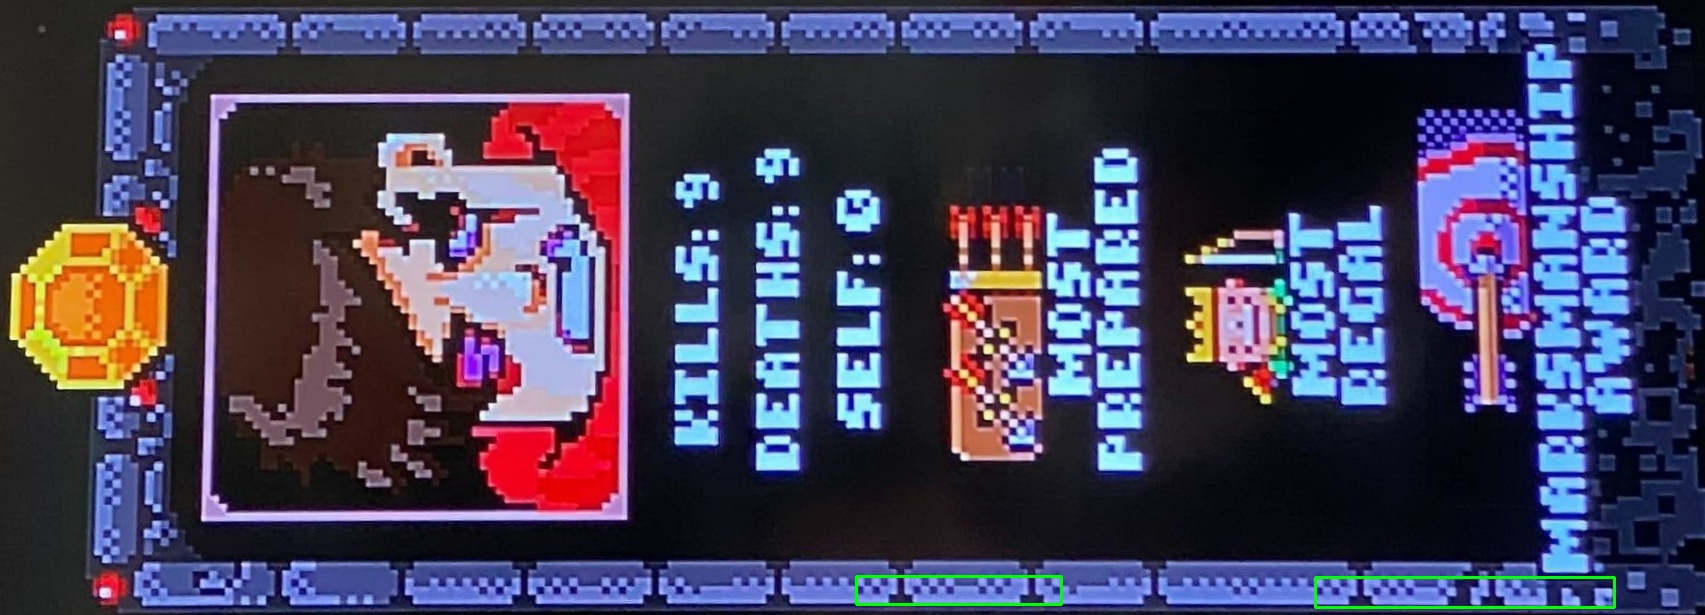 KILLS: 9
DEATHS: 9
SELF: 0
MOST
PREPARED
MOST
REGAL
MARKSMANSHIP
AWARD